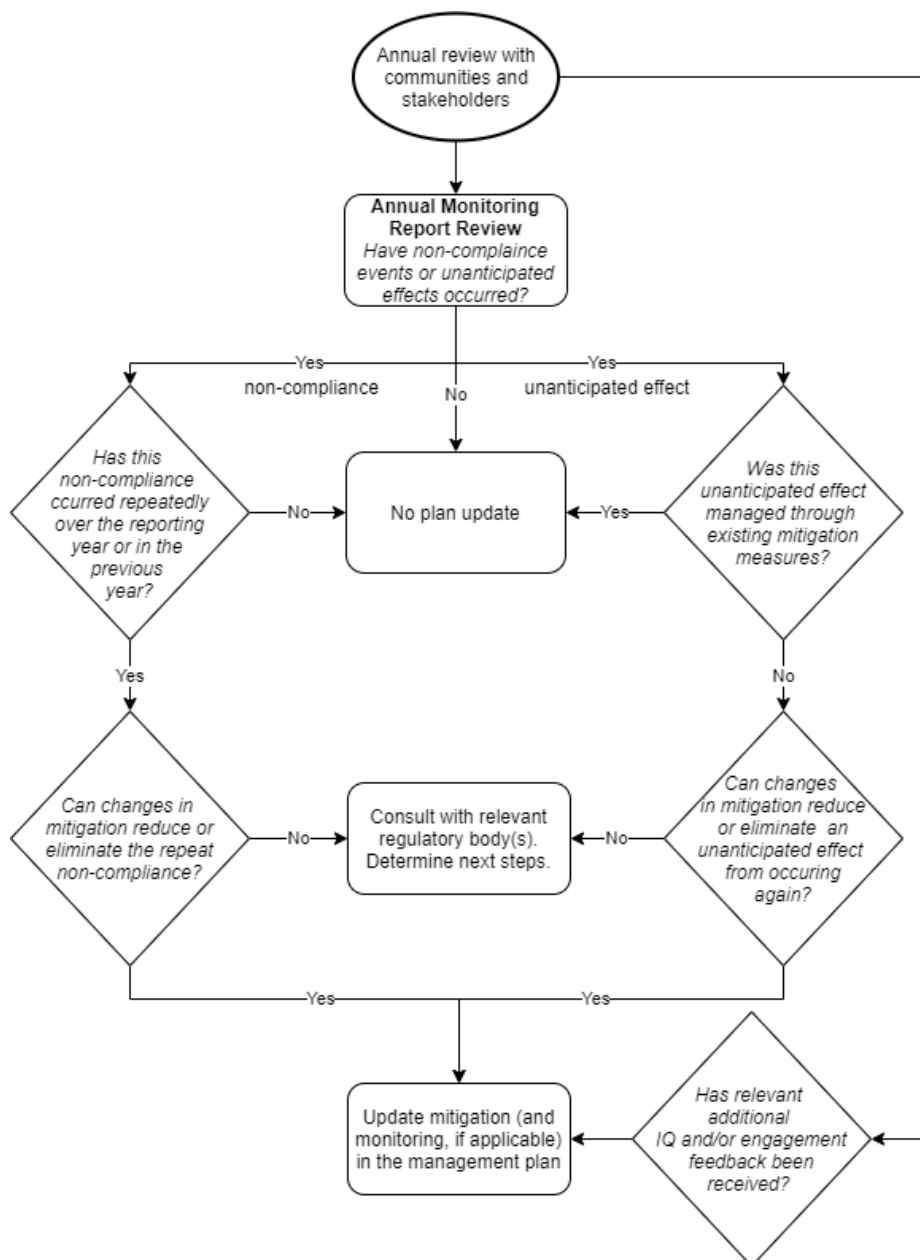 Annual review with
communities and
stakeholders
Annual Monitoring
Report Review
Have non-complaince
events or unanticipated
effects occurred?
Yes
non-compliance
No
Yes
unanticipated effect
Has this
non-compliance
ccurred repeatedly
over the reporting
year or in the
previous
year?
No
No plan update
Yes
Was this
unanticipated effect
managed through
existing mitigation
measures?
Yes
No
Can changes in
mitigation reduce or
eliminate the repeat
non-compliance?
No
Consult with relevant
regulatory body(s).
Determine next steps.
No
Can changes
in mitigation reduce
or eliminate an
unanticipated effect
from occuring
again?
Yes
Yes
Update mitigation (and
monitoring, if applicable)
in the management plan
Has relevant
additional
IQ and/or engagement
feedback been
received?